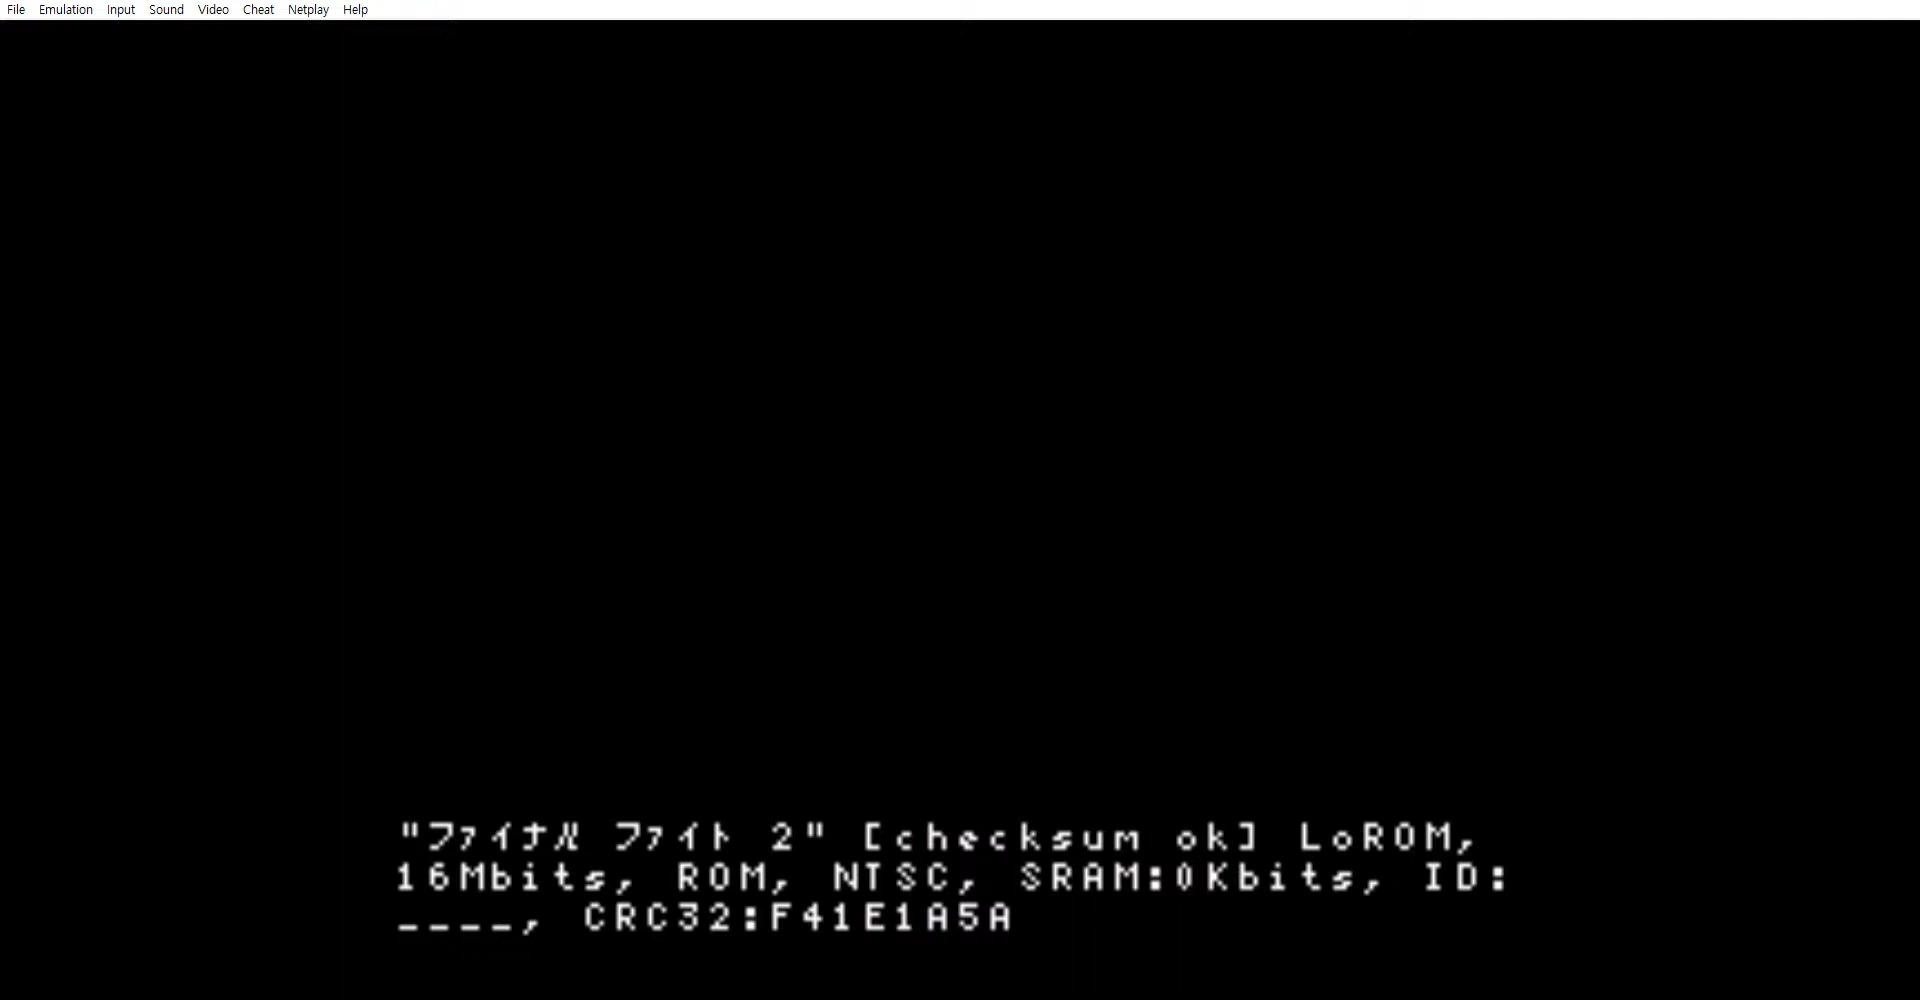 File Emulation Input Sound Video Cheat Netplay Help
"ファイナル ファイト 2" [checksum ok] LoROM,
16Mbits, ROM, NTSC, SRAM:0Kbits, ID:
____, CRC32:F41E1A5A